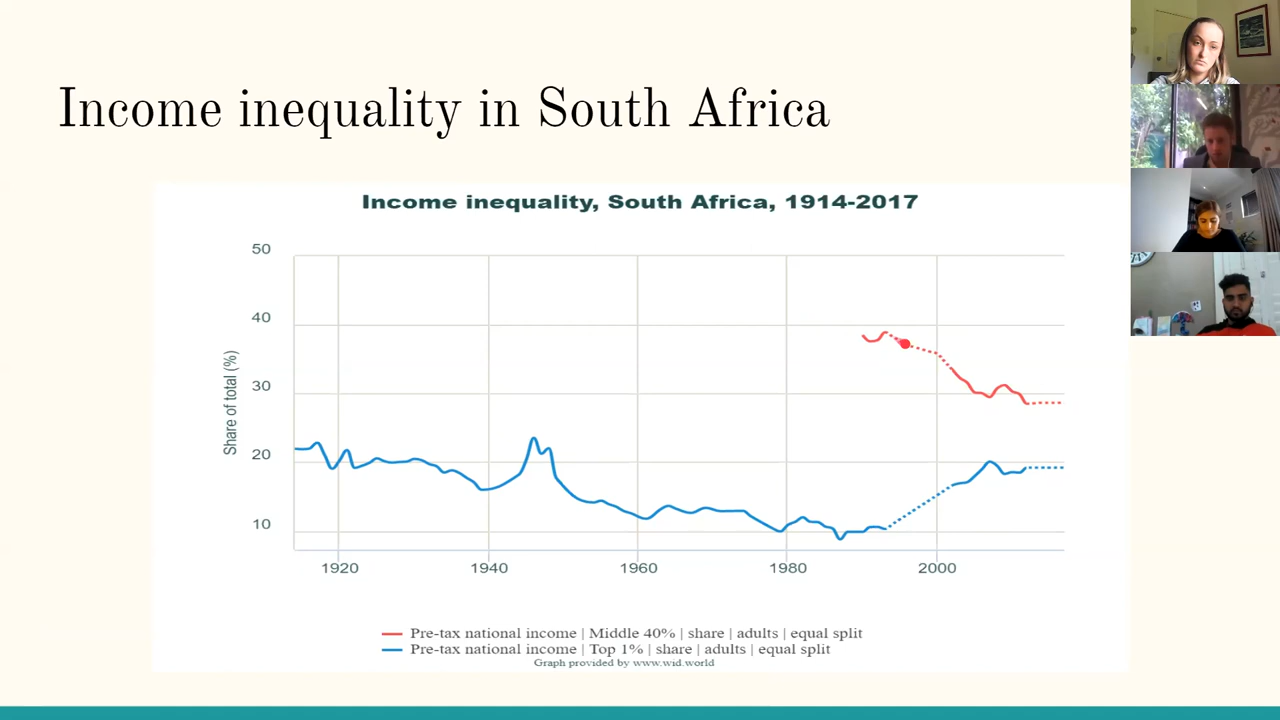 Income inequality in South Africa
Income inequality, South Africa, 1914-2017
50
40
30
20
10
Share of total (%)
1920 1940 1960 1980 2000
Pre-tax national income | Middle 40% | share | adults | equal split
Pre-tax national income | Top 1% | share | adults | equal split
Graph provided by www.wid.world